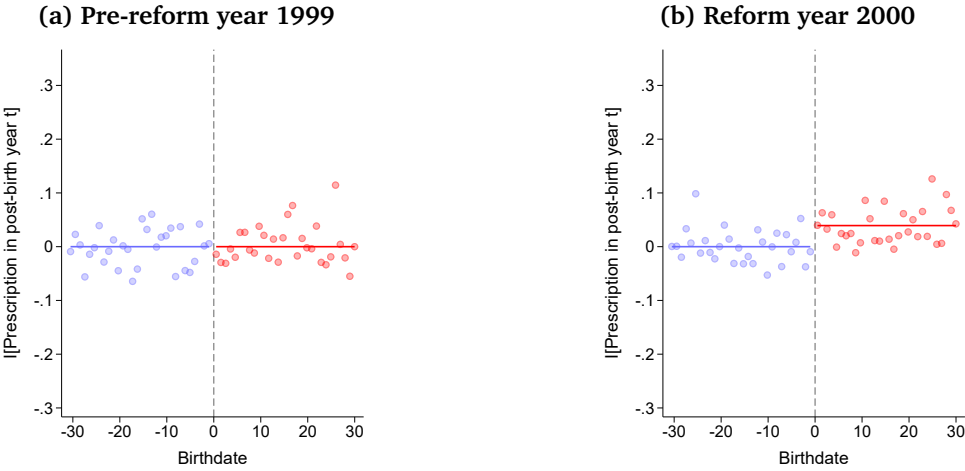 (a) Pre-reform year 1999
I[Prescription in post-birth year t]
.3
.2
.1
0
-.1
-.2
-.3
-30 -20 -10 0 10 20 30
Birthdate
(b) Reform year 2000
I[Prescription in post-birth year t]
.3
.2
.1
0
-.1
-.2
-.3
-30 -20 -10 0 10 20 30
Birthdate